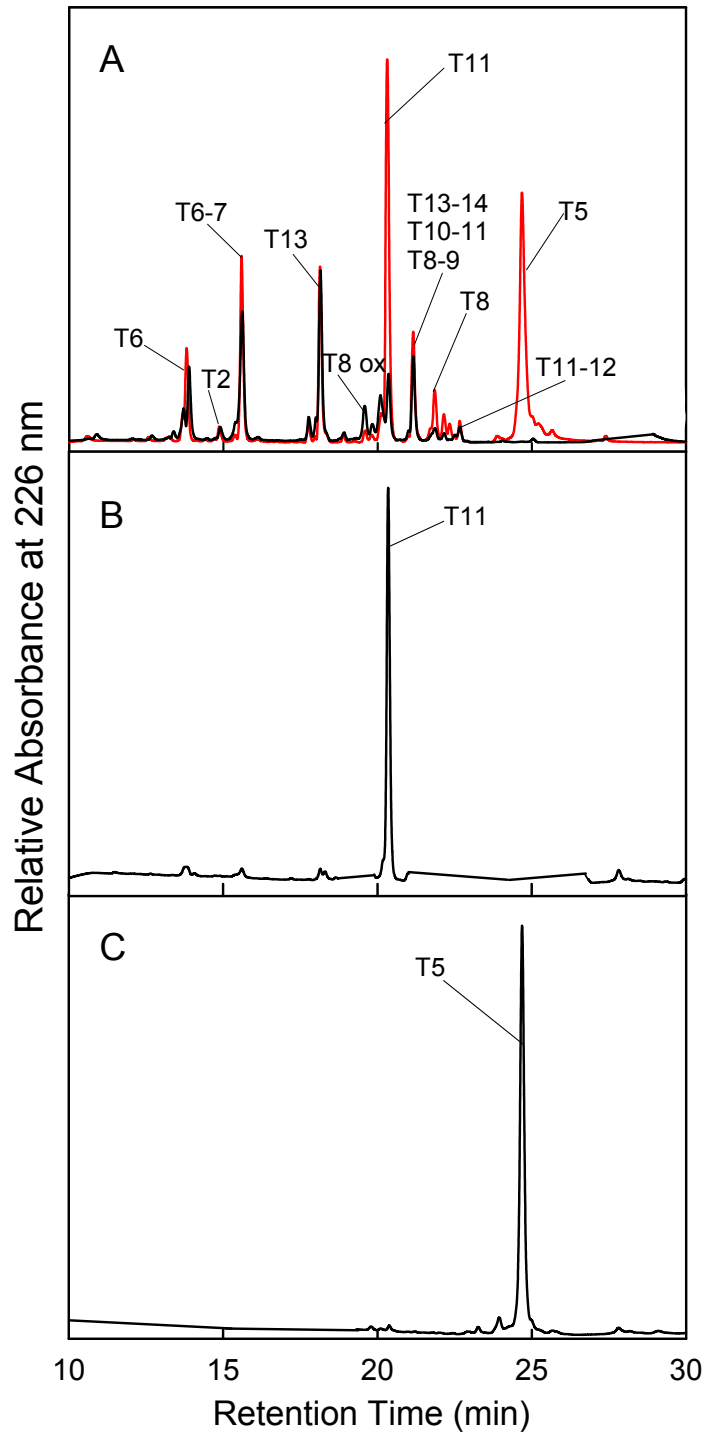 A
T11
T13-14
T6-7
T10-11
T5
T13
T8-9
T8
T6
T2
T8 ox
T11-12
B
T11
C
T5
Relative Absorbance at 226 nm
10
15
20
25
30
Retention Time (min)